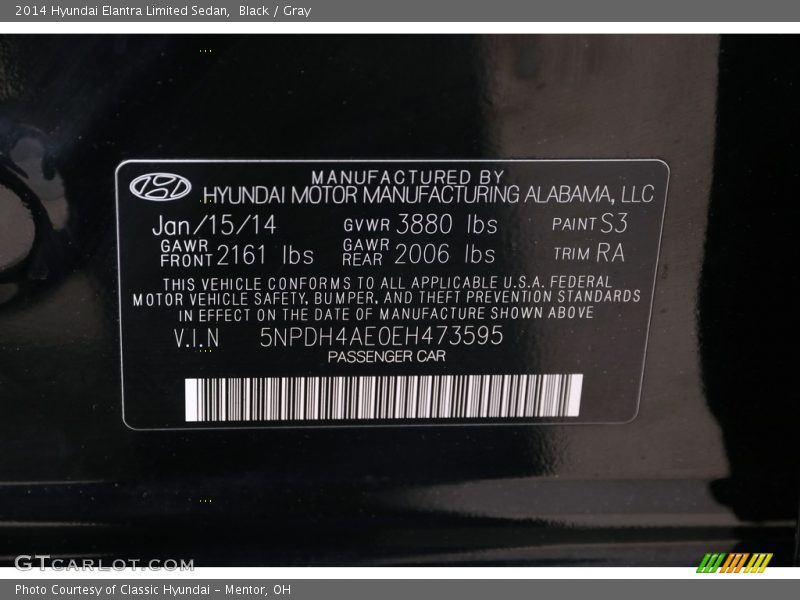 2014 Hyundai Elantra Limited Sedan, Black / Gray
MANUFACTURED BY
HYUNDAI MOTOR MANUFACTURING ALABAMA, LLC
Jan/15/14 GVWR 3880 lbs PAINT S3
GAWR FRONT 2161 lbs GAWR REAR 2006 lbs TRIM RA
THIS VEHICLE CONFORMS TO ALL APPLICABLE U.S.A. FEDERAL
MOTOR VEHICLE SAFETY, BUMPER, AND THEFT PREVENTION STANDARDS
IN EFFECT ON THE DATE OF MANUFACTURE SHOWN ABOVE
V.I.N 5NPDH4AE0EH473595
PASSENGER CAR
GTCARLOT.COM
Photo Courtesy of Classic Hyundai - Mentor, OH